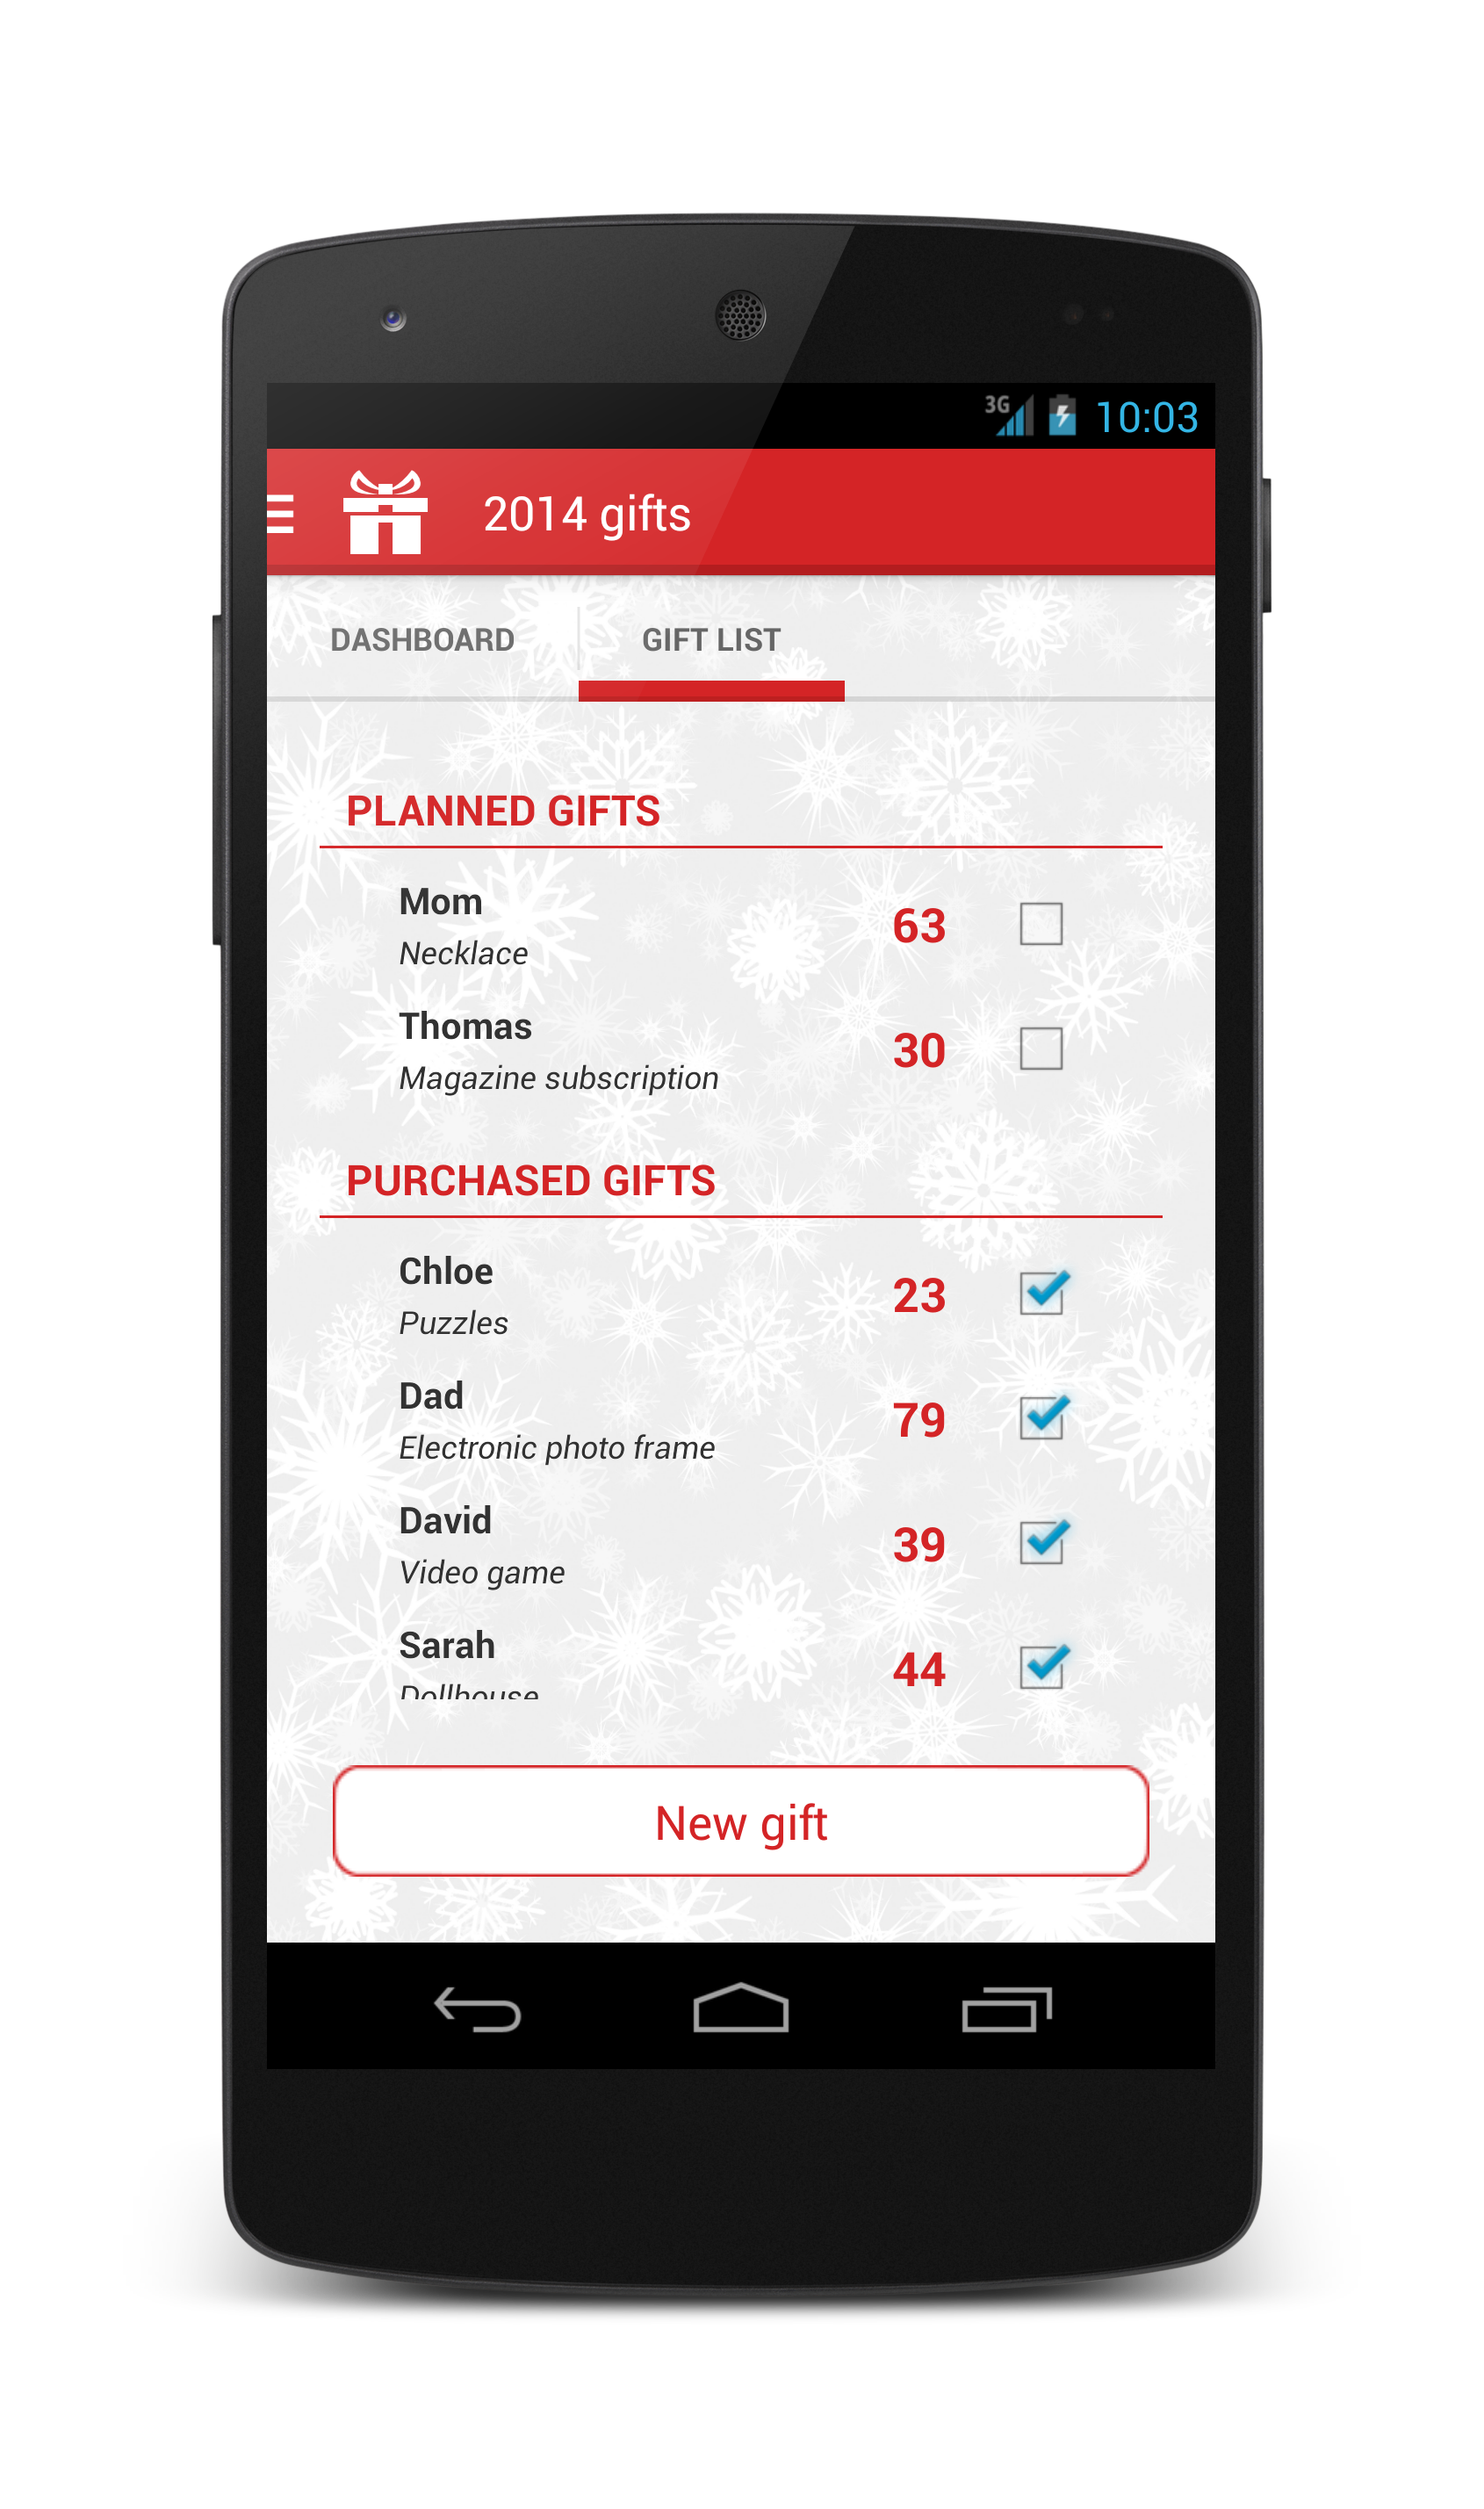 3G 10:03
2014 gifts
DASHBOARD GIFT LIST
PLANNED GIFTS
Mom
Necklace
63
Thomas
Magazine subscription
30
PURCHASED GIFTS
Chloe
Puzzles
23
Dad
Electronic photo frame
79
David
Video game
39
Sarah
Dollhouse
44
New gift